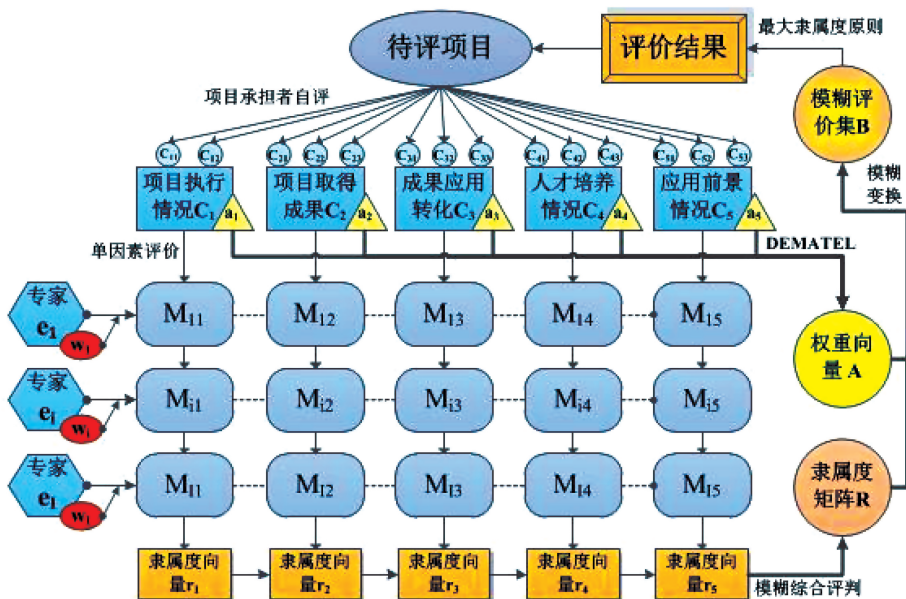 待评项目
评价结果
最大隶属度原则
模糊评
价集B
项目承担者自评
C₁₁
C₁₂
C₂₁
C₂₂
C₂₃
C₃₁
C₃₂
C₃₃
C₄₁
C₄₂
C₄₃
C₅₁
C₅₂
C₅₃
项目执行
情况C₁
a₁
项目取得
成果C₂
a₂
成果应用
转化C₃
a₃
人才培养
情况C₄
a₄
应用前景
情况C₅
a₅
模糊
变换
单因素评价
DEMATEL
专家
e₁
w₁
M₁₁
M₁₂
M₁₃
M₁₄
M₁₅
权重向
量 A
专家
eᵢ
wᵢ
Mᵢ₁
Mᵢ₂
Mᵢ₃
Mᵢ₄
Mᵢ₅
专家
e_l
w_l
M_l1
M_l2
M_l3
M_l4
M_l5
隶属度
矩阵R
隶属度向
量r₁
隶属度向
量r₂
隶属度向
量r₃
隶属度向
量r₄
隶属度向
量r₅
模糊综合评判